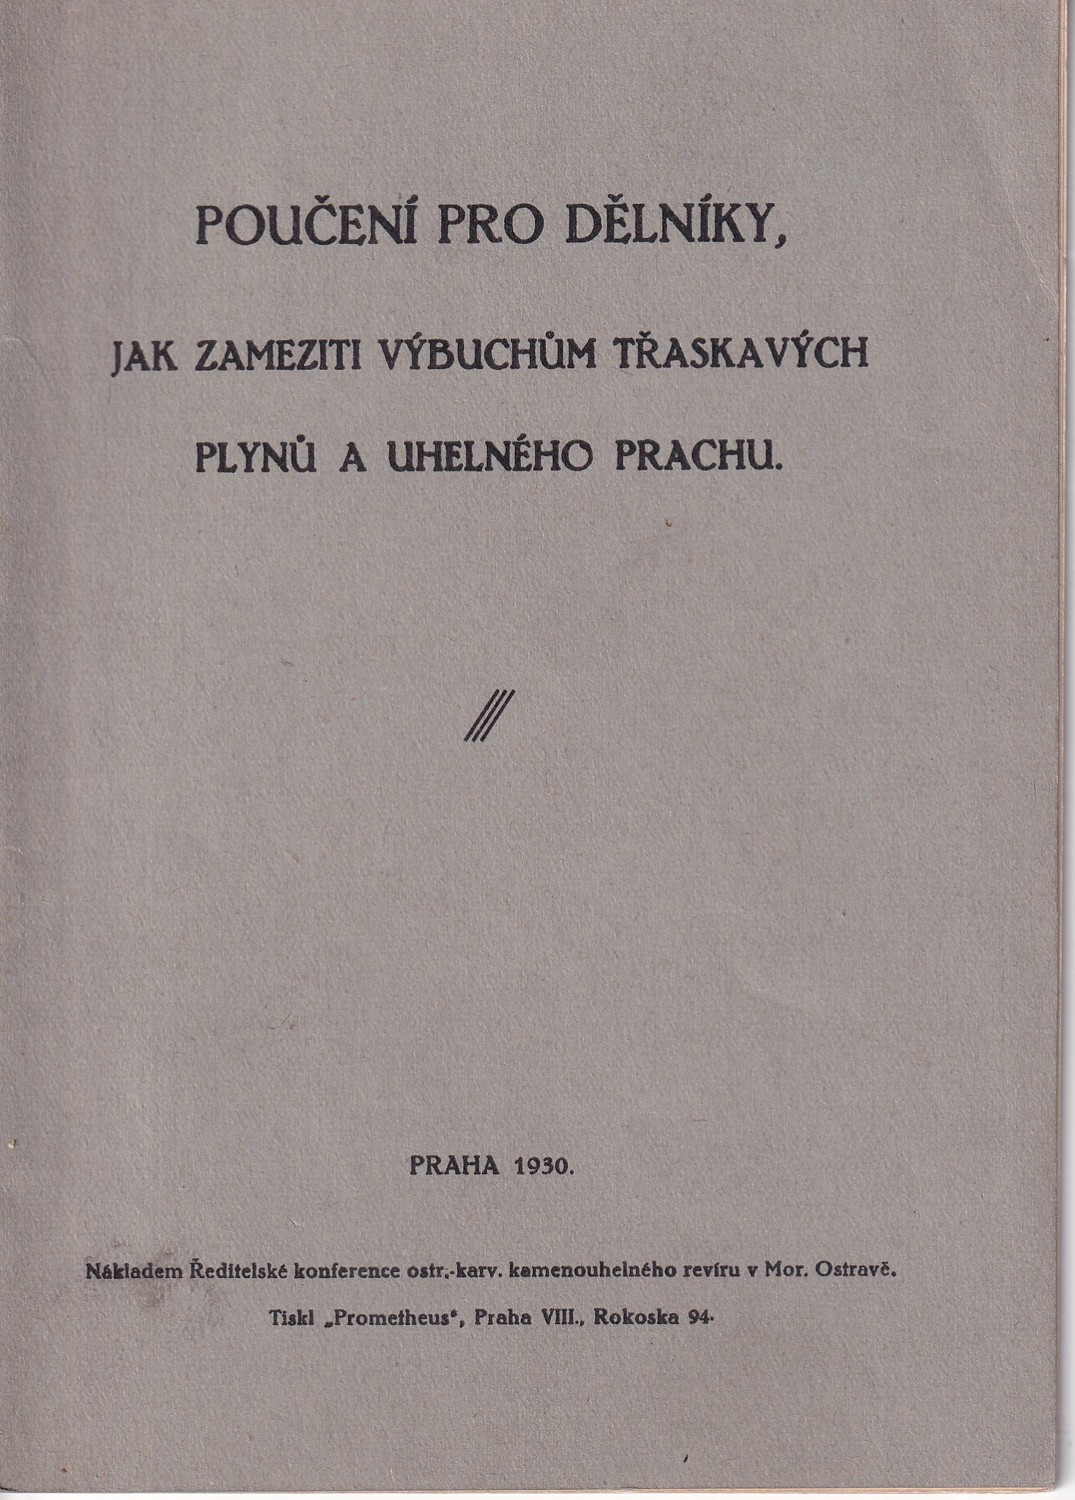 POUČENÍ PRO DĚLNÍKY,
JAK ZAMEZITI VÝBUCHŮM TŘASKAVÝCH
PLYNŮ A UHELNÉHO PRACHU.
PRAHA 1930.
Nákladem Ředitelské konference ostr.-karv. kamenouhelného revíru v Mor. Ostravě.
Tiskl „Prometheus“, Praha VIII., Rokoska 94.